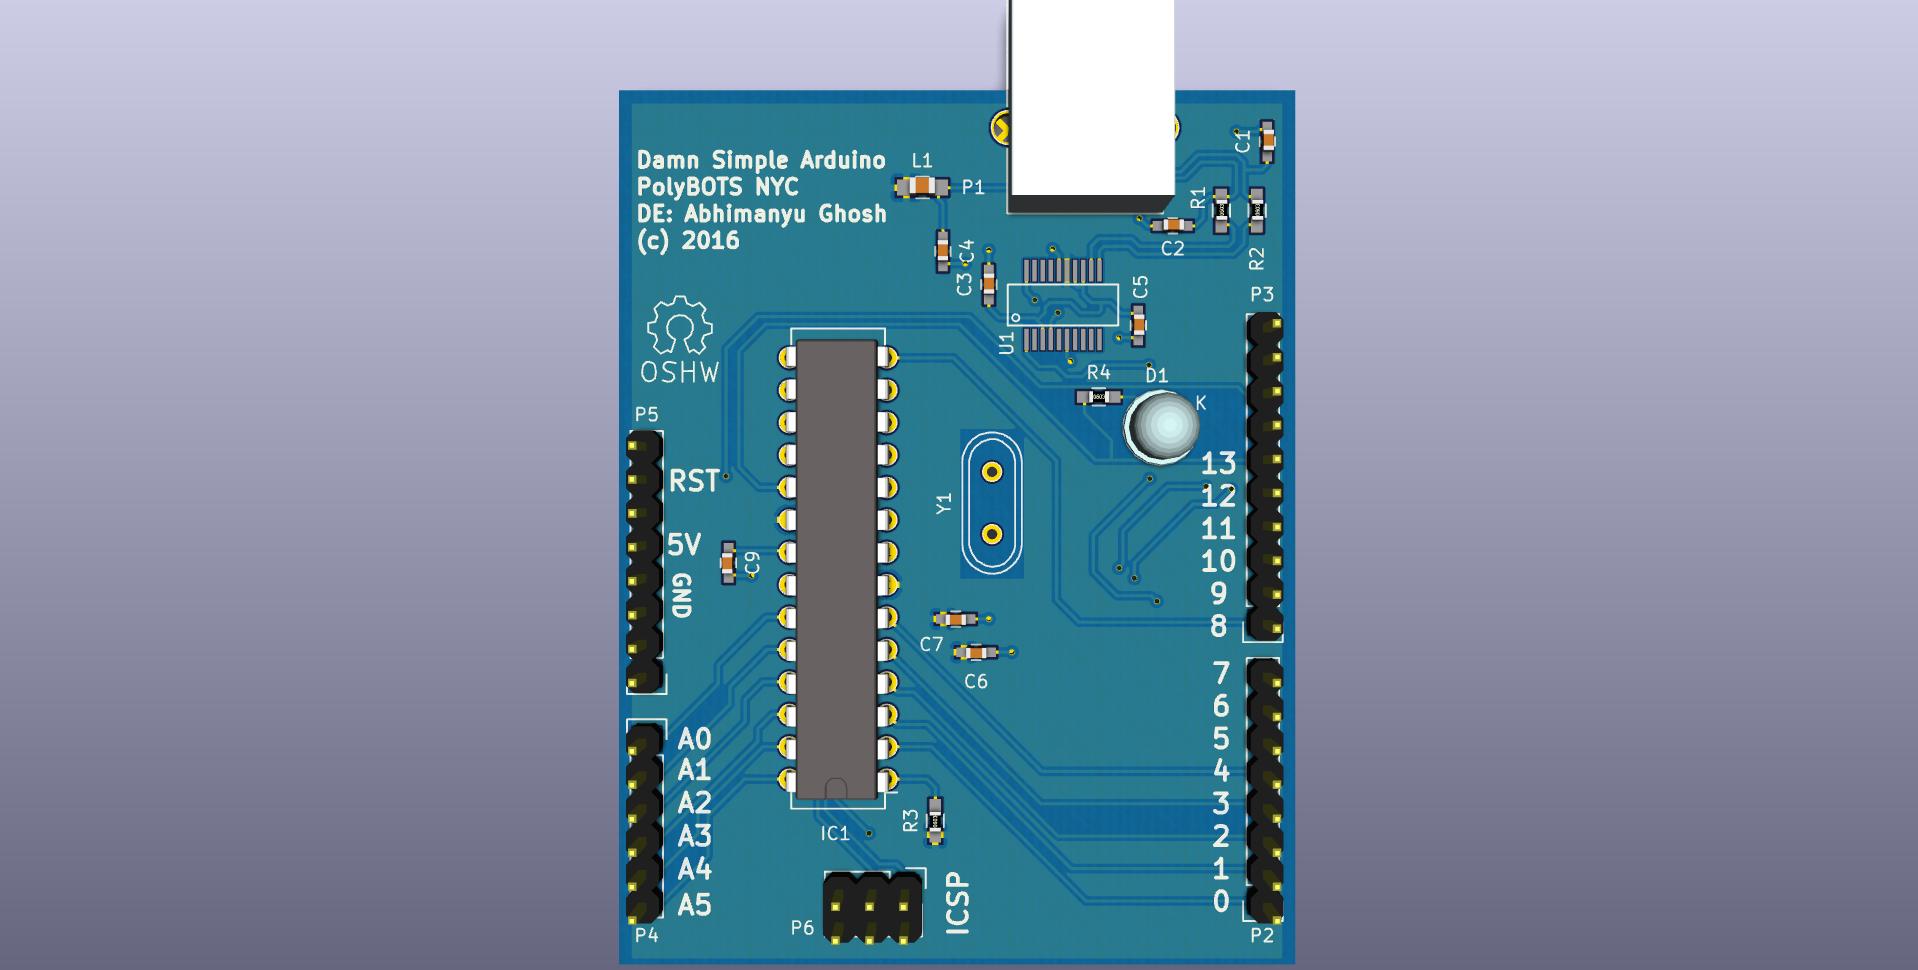 Damn Simple Arduino
PolyBOTS NYC
DE: Abhimanyu Ghosh
(c) 2016
L1
P1
C1
R1
C2
R2
C4
C3
C5
U1
P3
OSHW
R4
D1
K
P5
RST
5V
GND
C9
Y1
13
12
11
10
9
8
C7
C6
7
6
5
4
3
2
1
0
A0
A1
A2
A3
A4
A5
IC1
R3
ICSP
P6
P4
P2